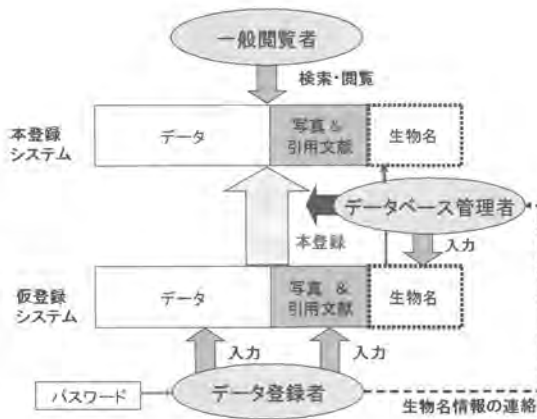 一般閲覧者
検索・閲覧
本登録
システム
データ
写真&
引用文献
生物名
データベース管理者
本登録
入力
仮登録
システム
データ
写真 &
引用文献
生物名
入力
入力
パスワード
データ登録者
生物名情報の連絡